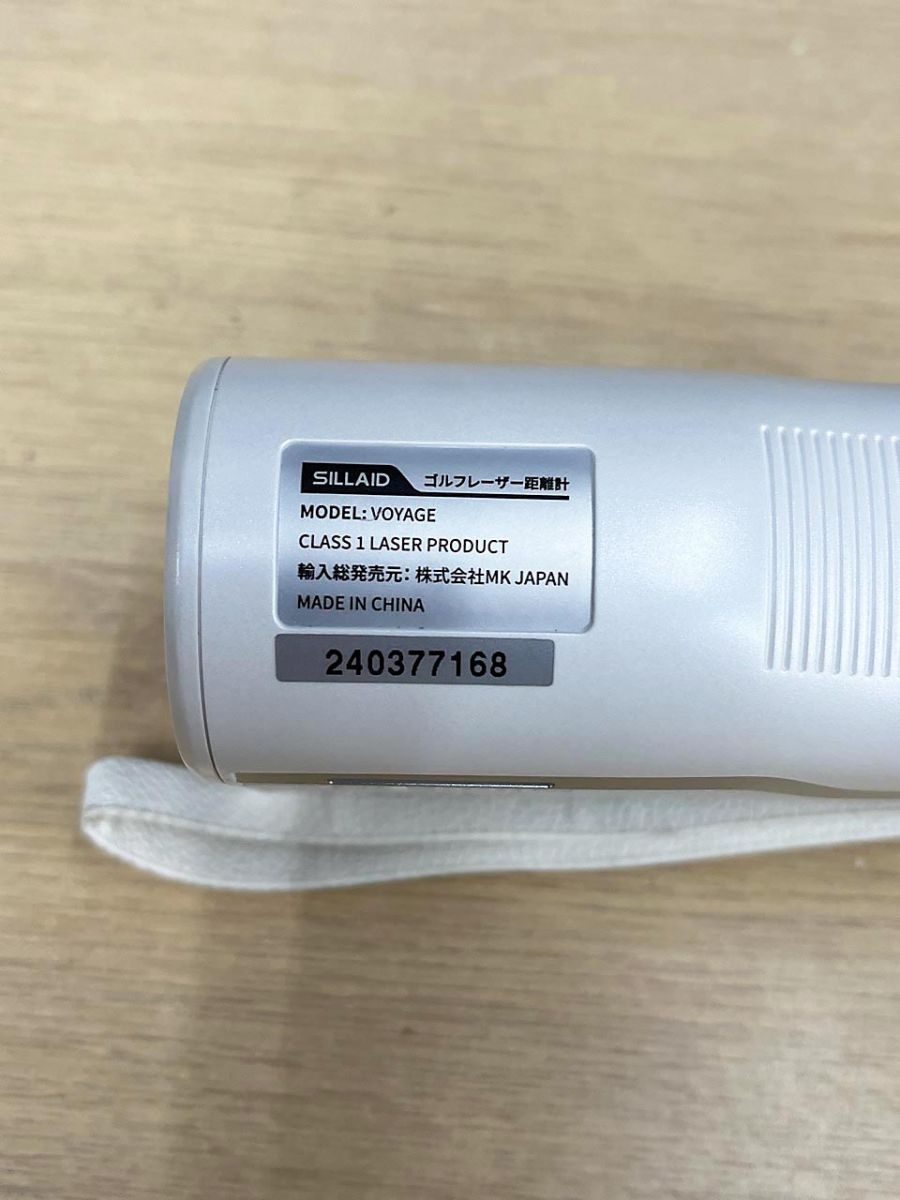 SILLAID ゴルフレーザー距離計
MODEL: VOYAGE
CLASS 1 LASER PRODUCT
輸入総発売元：株式会社MK JAPAN
MADE IN CHINA
240377168